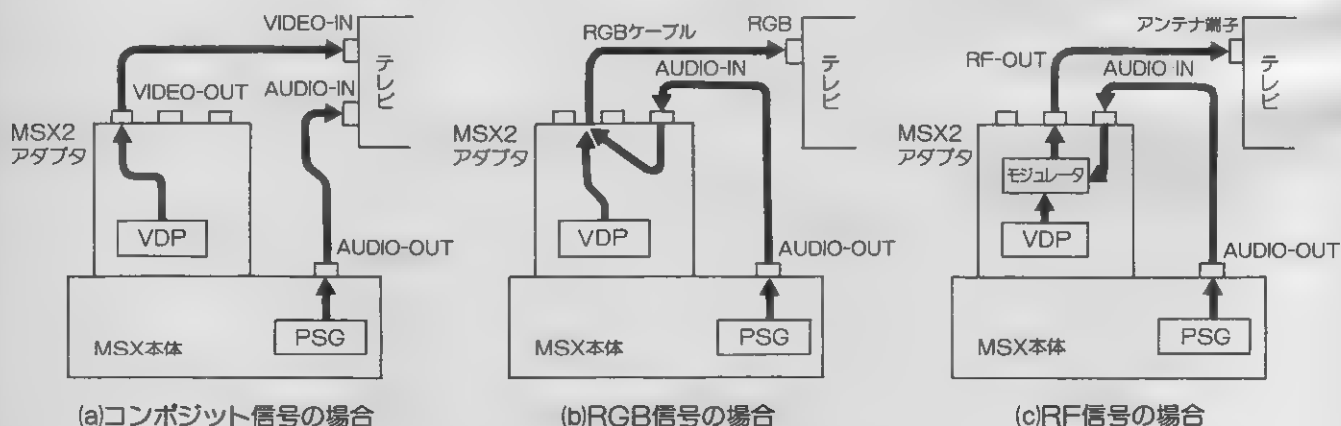 VIDEO-IN
AUDIO-IN
テレビ
VIDEO-OUT
MSX2
アダプタ
VDP
AUDIO-OUT
PSG
MSX本体
(a)コンポジット信号の場合
RGBケーブル
RGB
AUDIO-IN
テレビ
MSX2
アダプタ
VDP
AUDIO-OUT
PSG
MSX本体
(b)RGB信号の場合
アンテナ端子
RF-OUT
AUDIO IN
テレビ
MSX2
アダプタ
モジュレータ
VDP
AUDIO-OUT
PSG
MSX本体
(c)RF信号の場合